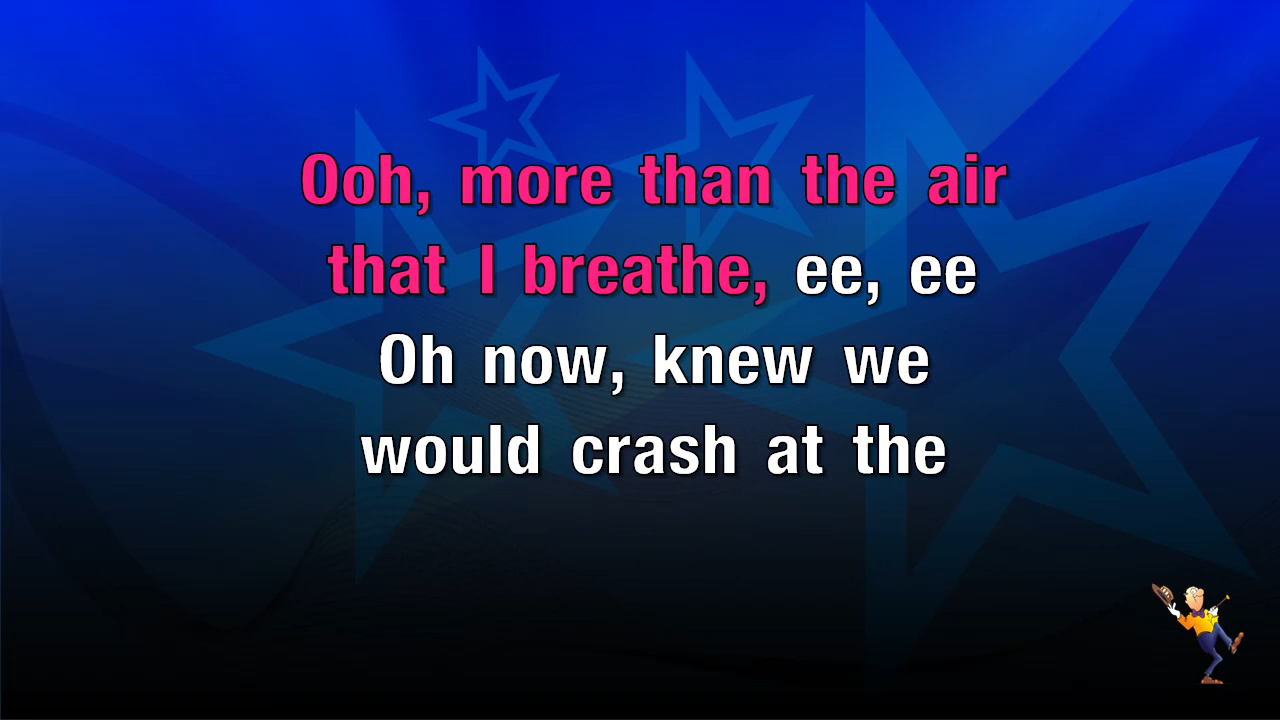 Ooh, more than the air
that I breathe, ee, ee
Oh now, knew we
would crash at the